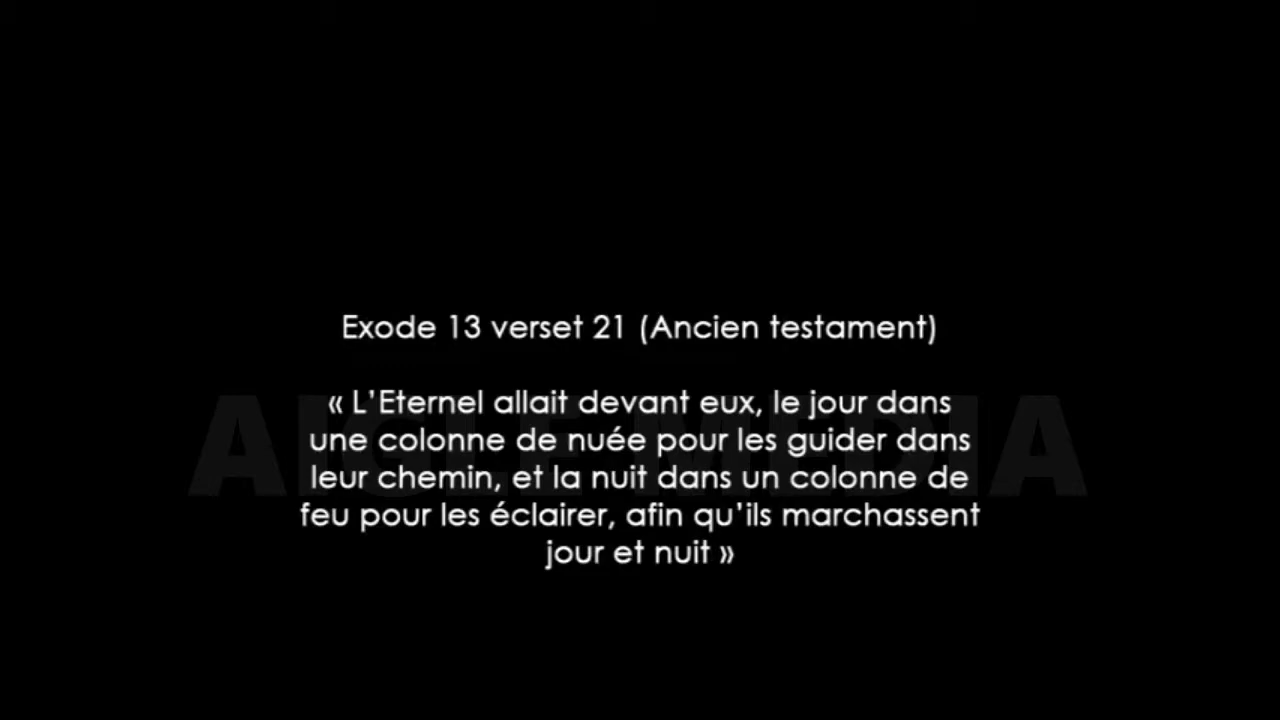 Exode 13 verset 21 (Ancien testament)
« L’Eternel allait devant eux, le jour dans
une colonne de nuée pour les guider dans
leur chemin, et la nuit dans un colonne de
feu pour les éclairer, afin qu’ils marchassent
jour et nuit »
AIGLE MEDIA